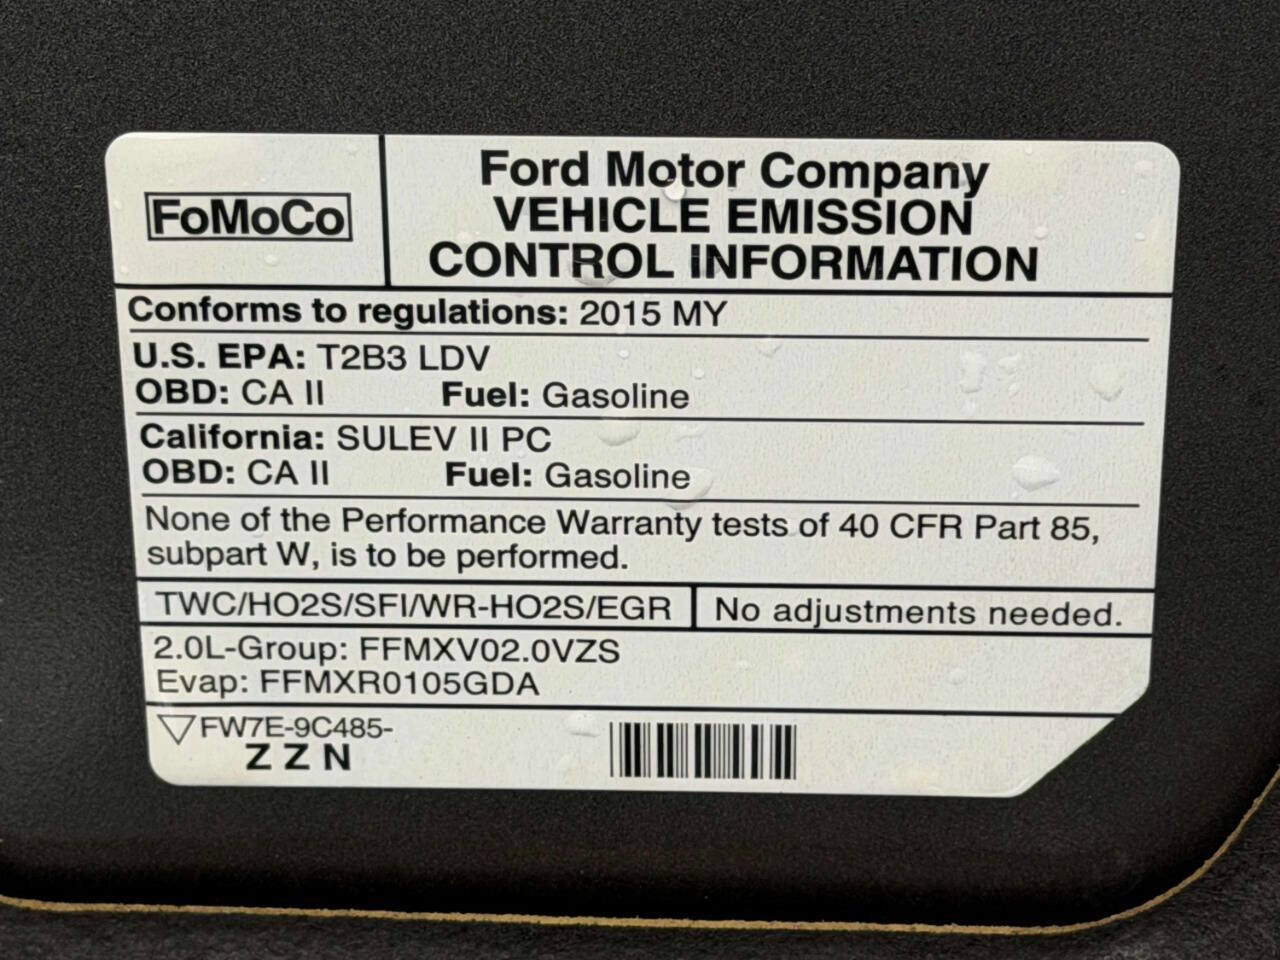 FoMoCo
Ford Motor Company
VEHICLE EMISSION
CONTROL INFORMATION
Conforms to regulations: 2015 MY
U.S. EPA: T2B3 LDV
OBD: CA II Fuel: Gasoline
California: SULEV II PC
OBD: CA II Fuel: Gasoline
None of the Performance Warranty tests of 40 CFR Part 85,
subpart W, is to be performed.
TWC/HO2S/SFI/WR-HO2S/EGR No adjustments needed.
2.0L-Group: FFMXV02.0VZS
Evap: FFMXR0105GDA
FW7E-9C485-
ZZN